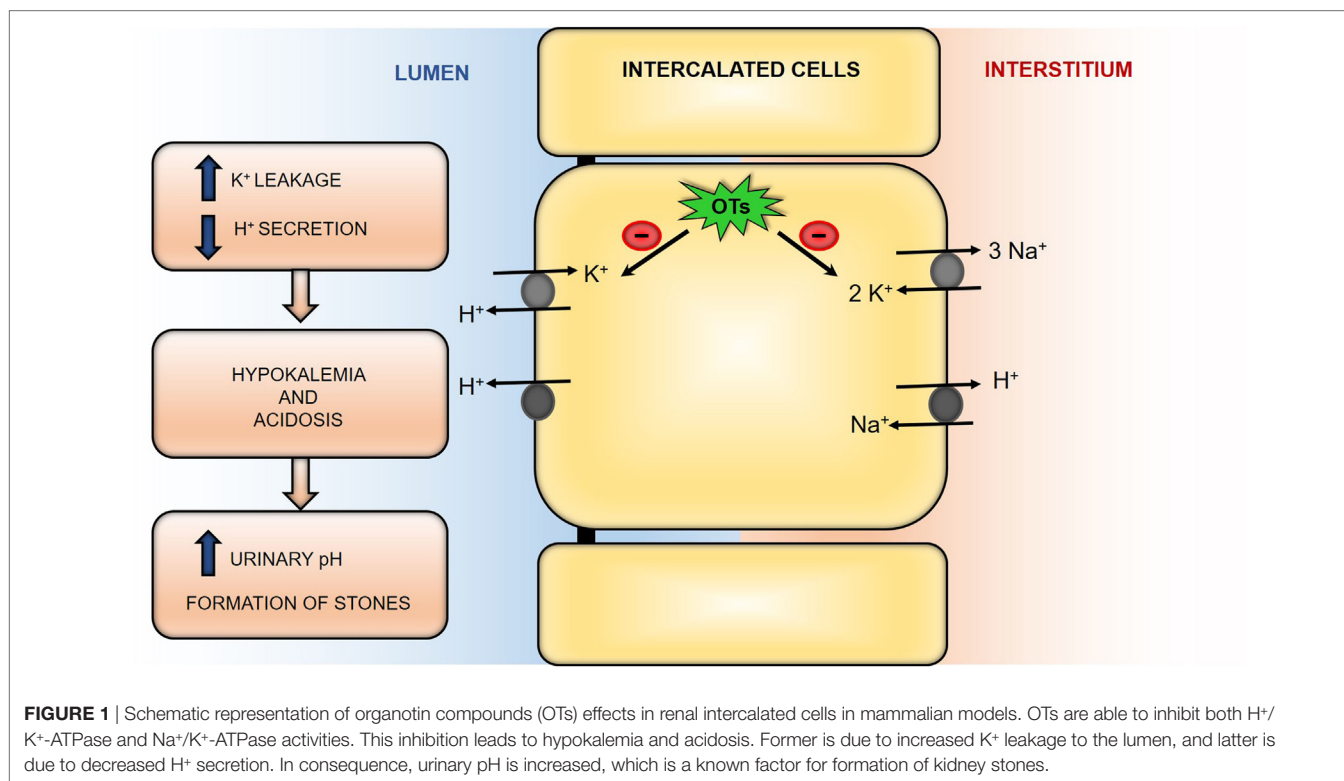 LUMEN
INTERCALATED CELLS
INTERSTITIUM
K⁺ LEAKAGE
H⁺ SECRETION
HYPOKALEMIA
AND
ACIDOSIS
URINARY pH
FORMATION OF STONES
OTs
−
−
K⁺
H⁺
H⁺
3 Na⁺
2 K⁺
H⁺
Na⁺
FIGURE 1 | Schematic representation of organotin compounds (OTs) effects in renal intercalated cells in mammalian models. OTs are able to inhibit both H⁺/
K⁺-ATPase and Na⁺/K⁺-ATPase activities. This inhibition leads to hypokalemia and acidosis. Former is due to increased K⁺ leakage to the lumen, and latter is
due to decreased H⁺ secretion. In consequence, urinary pH is increased, which is a known factor for formation of kidney stones.